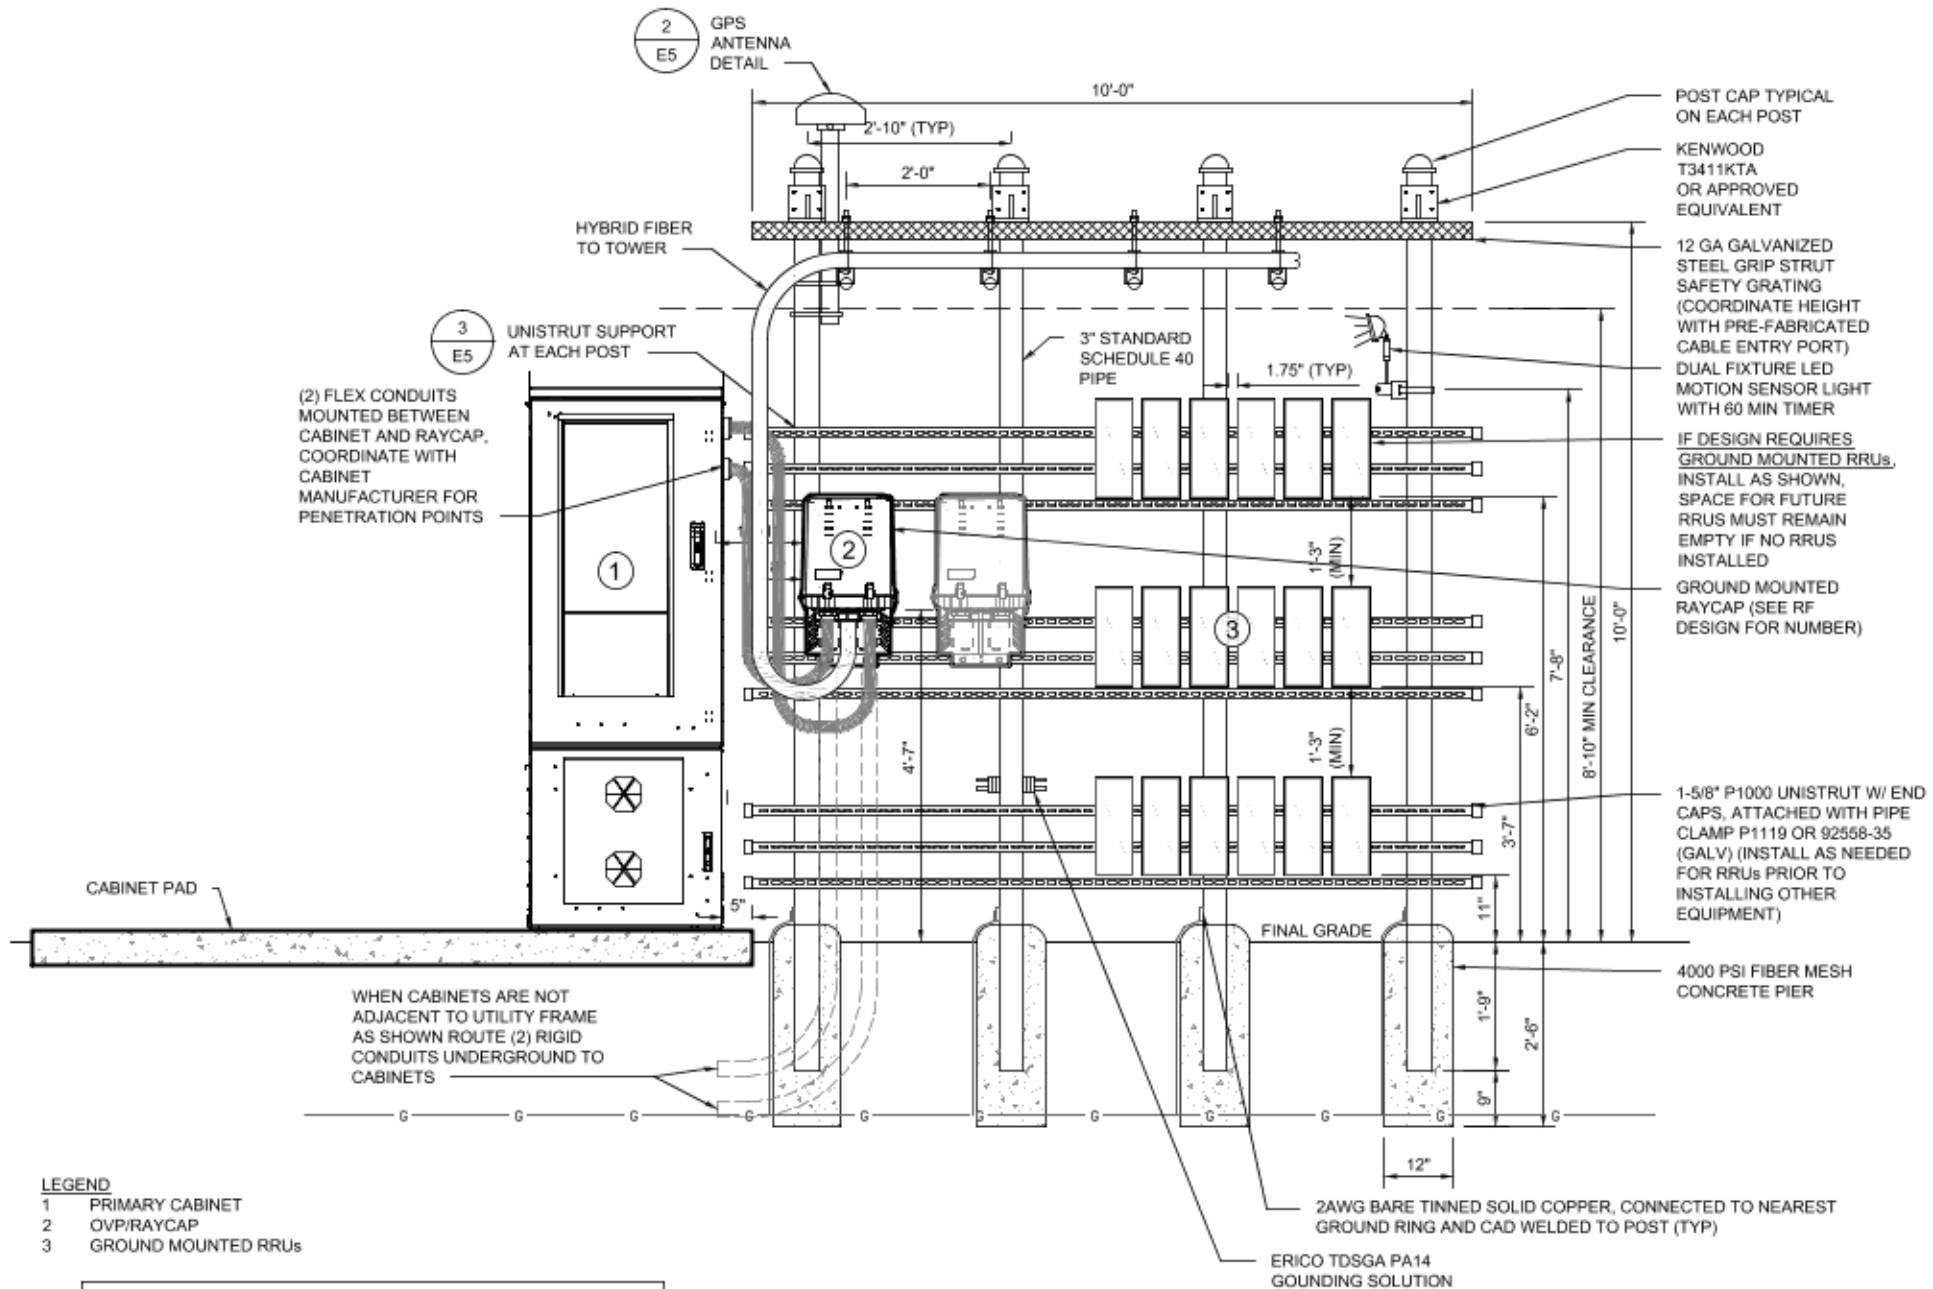 2
E5
GPS
ANTENNA
DETAIL
10'-0"
2'-10" (TYP)
2'-0"
POST CAP TYPICAL
ON EACH POST
KENWOOD
T3411KTA
OR APPROVED
EQUIVALENT
HYBRID FIBER
TO TOWER
12 GA GALVANIZED
STEEL GRIP STRUT
SAFETY GRATING
(COORDINATE HEIGHT
WITH PRE-FABRICATED
CABLE ENTRY PORT)
3
E5
UNISTRUT SUPPORT
AT EACH POST
3" STANDARD
SCHEDULE 40
PIPE
1.75" (TYP)
DUAL FIXTURE LED
MOTION SENSOR LIGHT
WITH 60 MIN TIMER
(2) FLEX CONDUITS
MOUNTED BETWEEN
CABINET AND RAYCAP,
COORDINATE WITH
CABINET
MANUFACTURER FOR
PENETRATION POINTS
IF DESIGN REQUIRES
GROUND MOUNTED RRUs,
INSTALL AS SHOWN,
SPACE FOR FUTURE
RRUS MUST REMAIN
EMPTY IF NO RRUS
INSTALLED
1
2
3
1'-3"
(MIN)
GROUND MOUNTED
RAYCAP (SEE RF
DESIGN FOR NUMBER)
4'-7"
1'-3"
(MIN)
6'-2"
7'-8"
8'-10" MIN CLEARANCE
10'-0"
3'-7"
11"
1-5/8" P1000 UNISTRUT W/ END
CAPS, ATTACHED WITH PIPE
CLAMP P1119 OR 92558-35
(GALV) (INSTALL AS NEEDED
FOR RRUs PRIOR TO
INSTALLING OTHER
EQUIPMENT)
CABINET PAD
5"
FINAL GRADE
4000 PSI FIBER MESH
CONCRETE PIER
WHEN CABINETS ARE NOT
ADJACENT TO UTILITY FRAME
AS SHOWN ROUTE (2) RIGID
CONDUITS UNDERGROUND TO
CABINETS
1'-9"
2'-6"
9"
G G G G G G G G G G G
12"
LEGEND
1 PRIMARY CABINET
2 OVP/RAYCAP
3 GROUND MOUNTED RRUs
2AWG BARE TINNED SOLID COPPER, CONNECTED TO NEAREST
GROUND RING AND CAD WELDED TO POST (TYP)
ERICO TDSGA PA14
GOUNDING SOLUTION